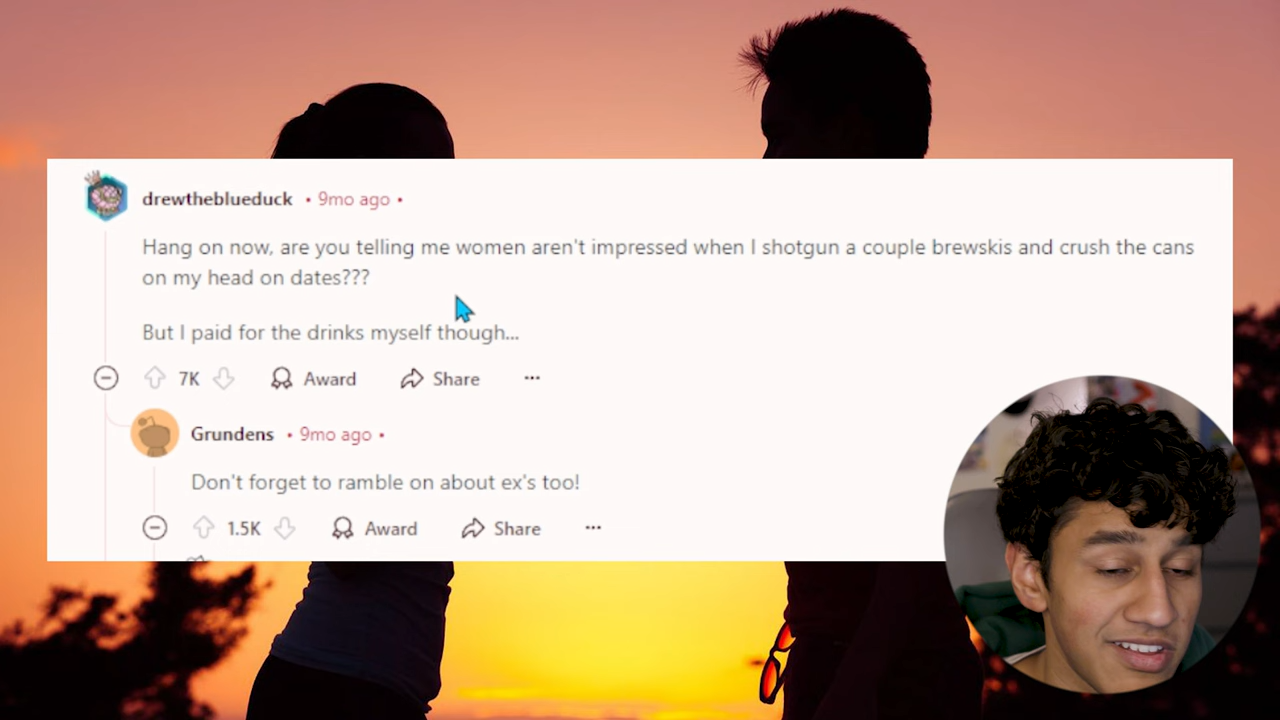 drewtheblueduck • 9mo ago •
Hang on now, are you telling me women aren't impressed when I shotgun a couple brewskis and crush the cans
on my head on dates???
But I paid for the drinks myself though...
7K Award Share ...
Grundens • 9mo ago •
Don't forget to ramble on about ex's too!
1.5K Award Share ...